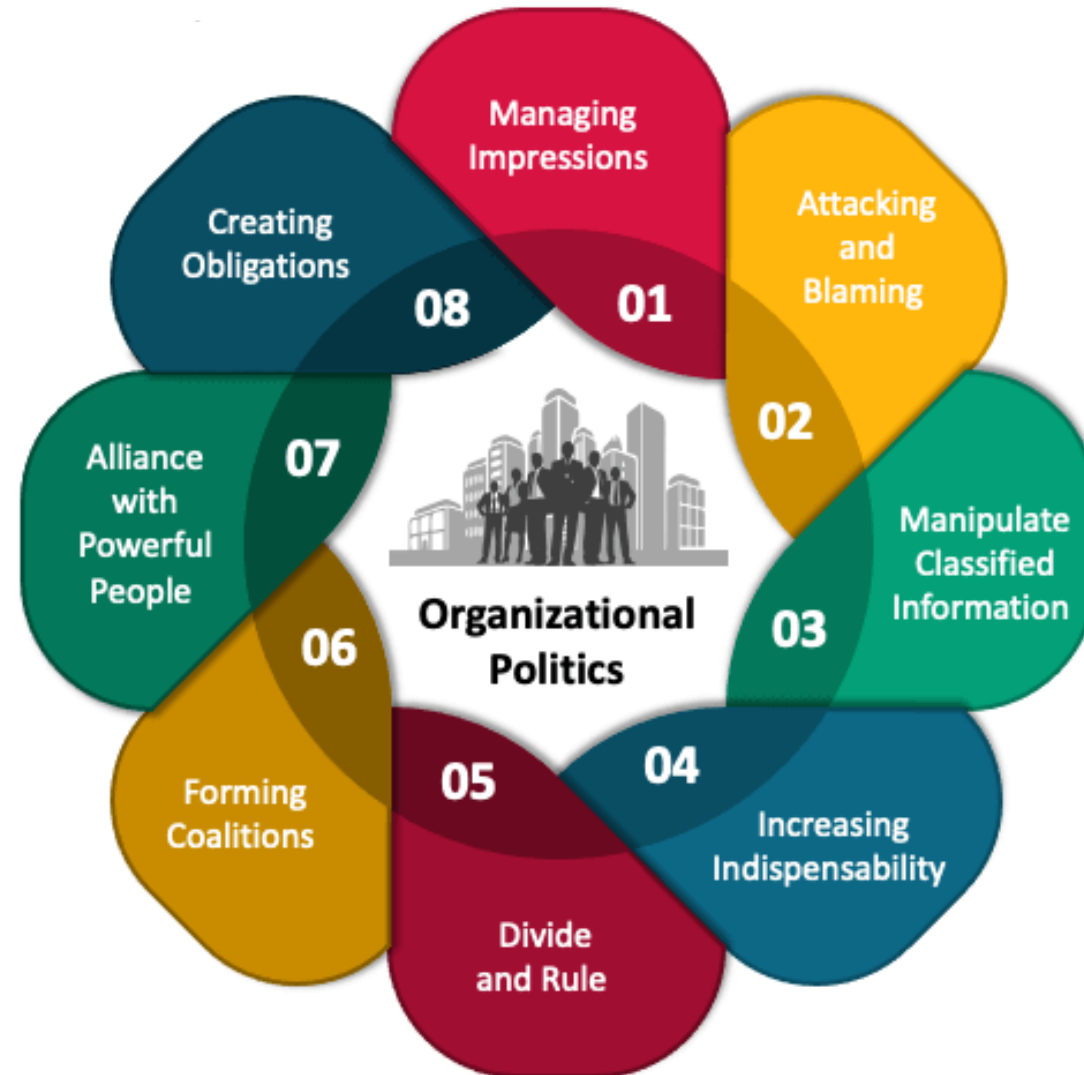 Managing
Impressions
01
Attacking
and
Blaming
02
Manipulate
Classified
Information
03
Increasing
Indispensability
04
Divide
and Rule
05
Forming
Coalitions
06
Alliance
with
Powerful
People
07
Creating
Obligations
08
Organizational
Politics